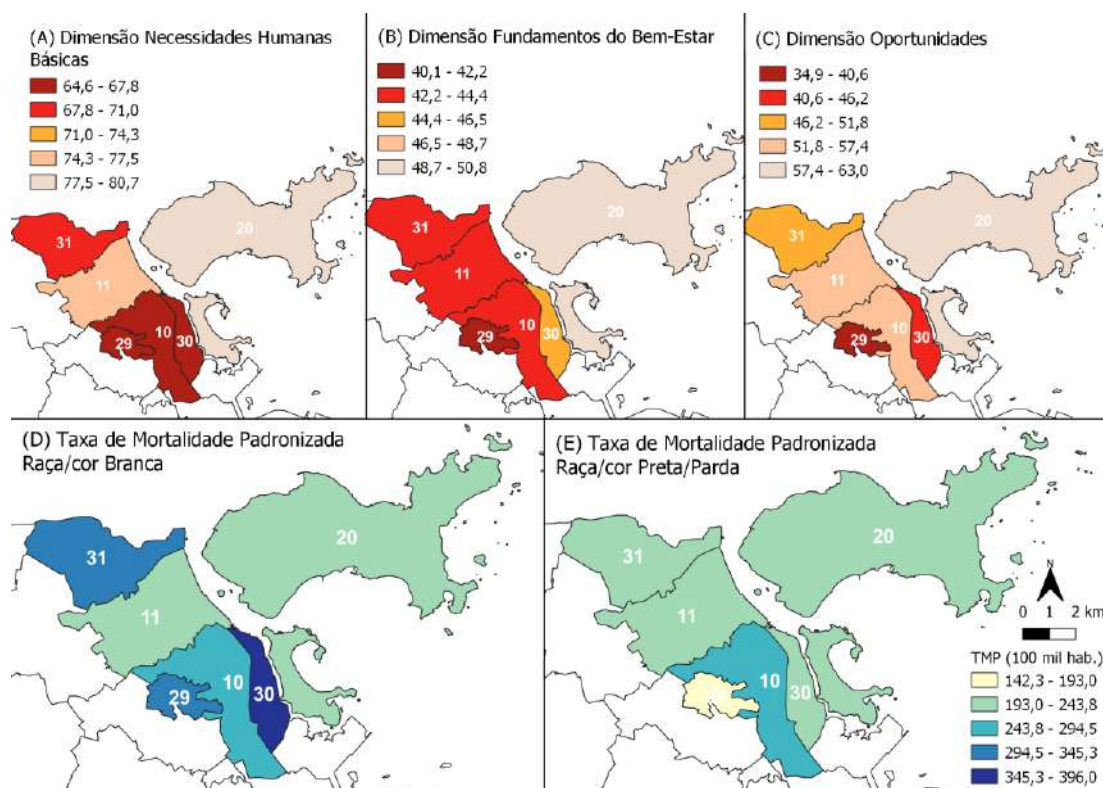 (A) Dimensão Necessidades Humanas
Básicas
64,6 - 67,8
67,8 - 71,0
71,0 - 74,3
74,3 - 77,5
77,5 - 80,7
20
31
11
10
30
29
(B) Dimensão Fundamentos do Bem-Estar
40,1 - 42,2
42,2 - 44,4
44,4 - 46,5
46,5 - 48,7
48,7 - 50,8
20
31
11
10
30
29
(C) Dimensão Oportunidades
34,9 - 40,6
40,6 - 46,2
46,2 - 51,8
51,8 - 57,4
57,4 - 63,0
20
31
11
10
30
29
(D) Taxa de Mortalidade Padronizada
Raça/cor Branca
20
31
11
10
29
30
(E) Taxa de Mortalidade Padronizada
Raça/cor Preta/Parda
20
31
11
10
30
N
0 1 2 km
TMP (100 mil hab.)
142,3 - 193,0
193,0 - 243,8
243,8 - 294,5
294,5 - 345,3
345,3 - 396,0